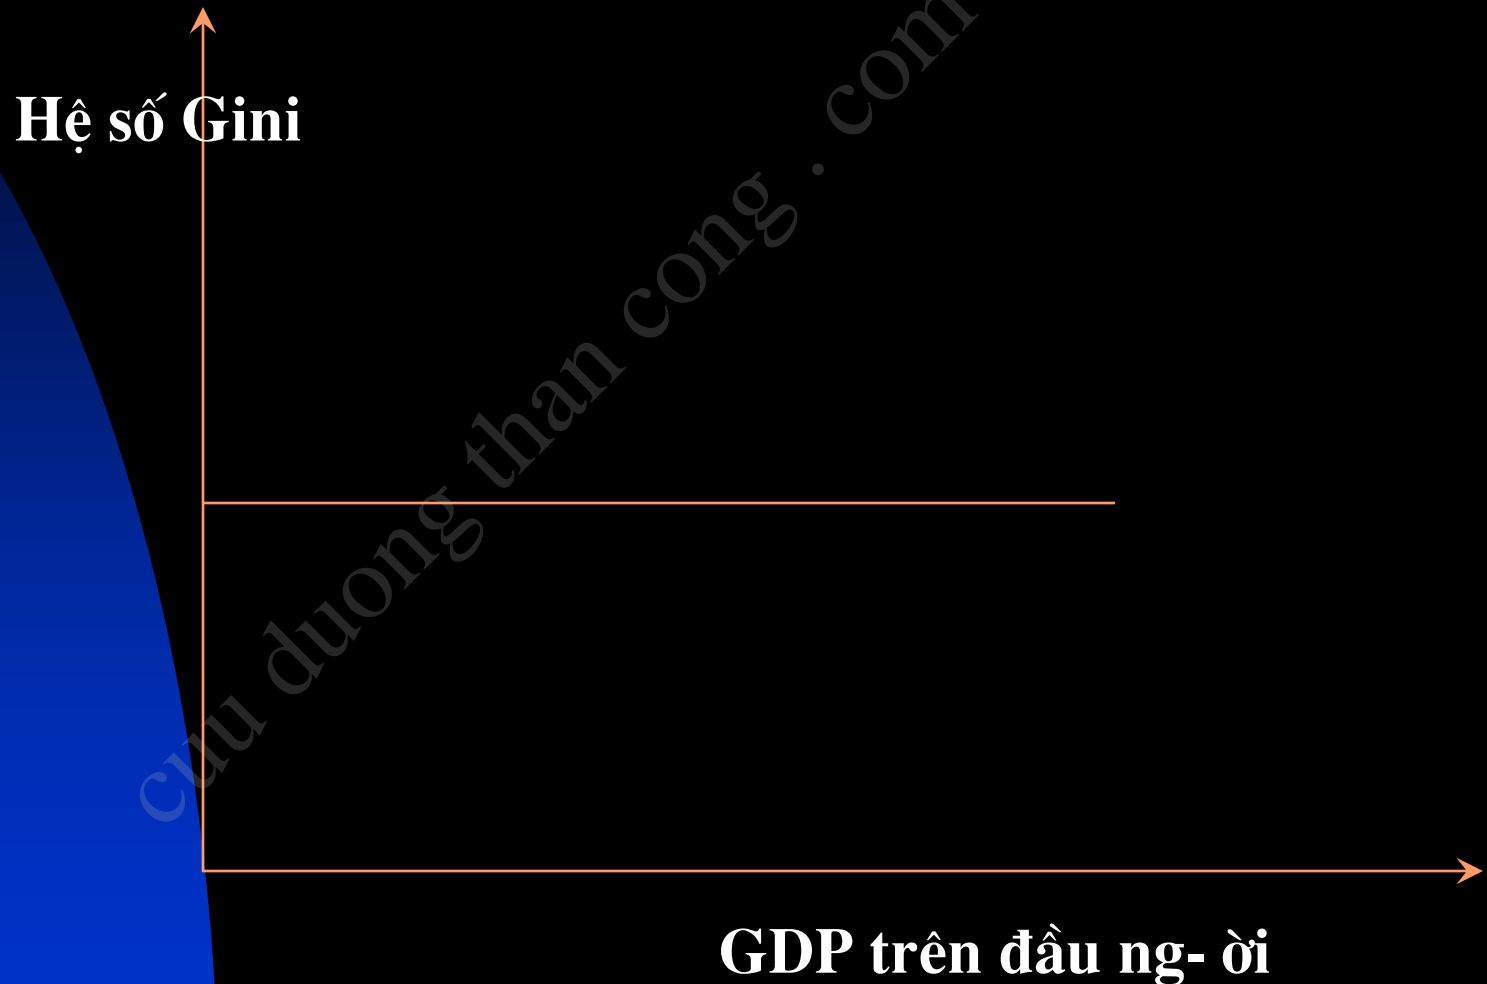 Hệ số Gini
cuu duong than cong . com
GDP trên đầu ng- ời